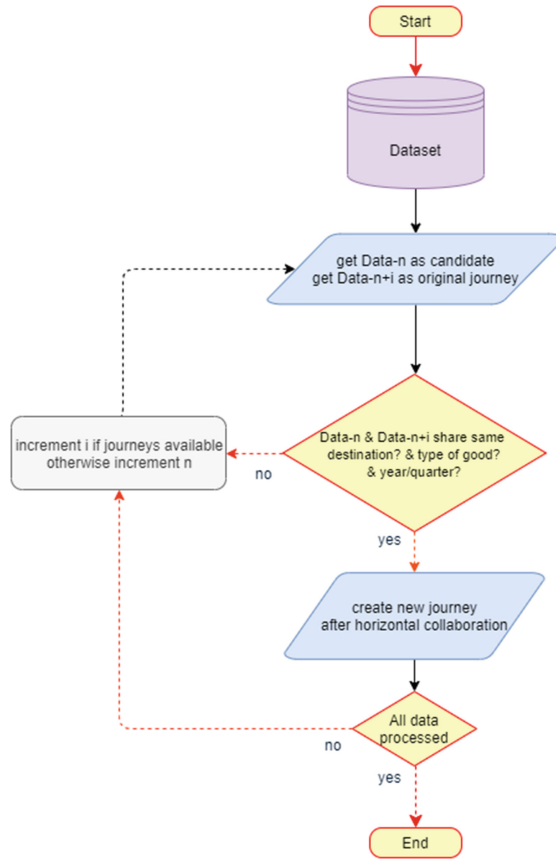 Start
Dataset
get Data-n as candidate
get Data-n+i as original journey
Data-n & Data-n+i share same
destination? & type of good?
& year/quarter?
increment i if journeys available
otherwise increment n
no
yes
create new journey
after horizontal collaboration
All data
processed
no
yes
End